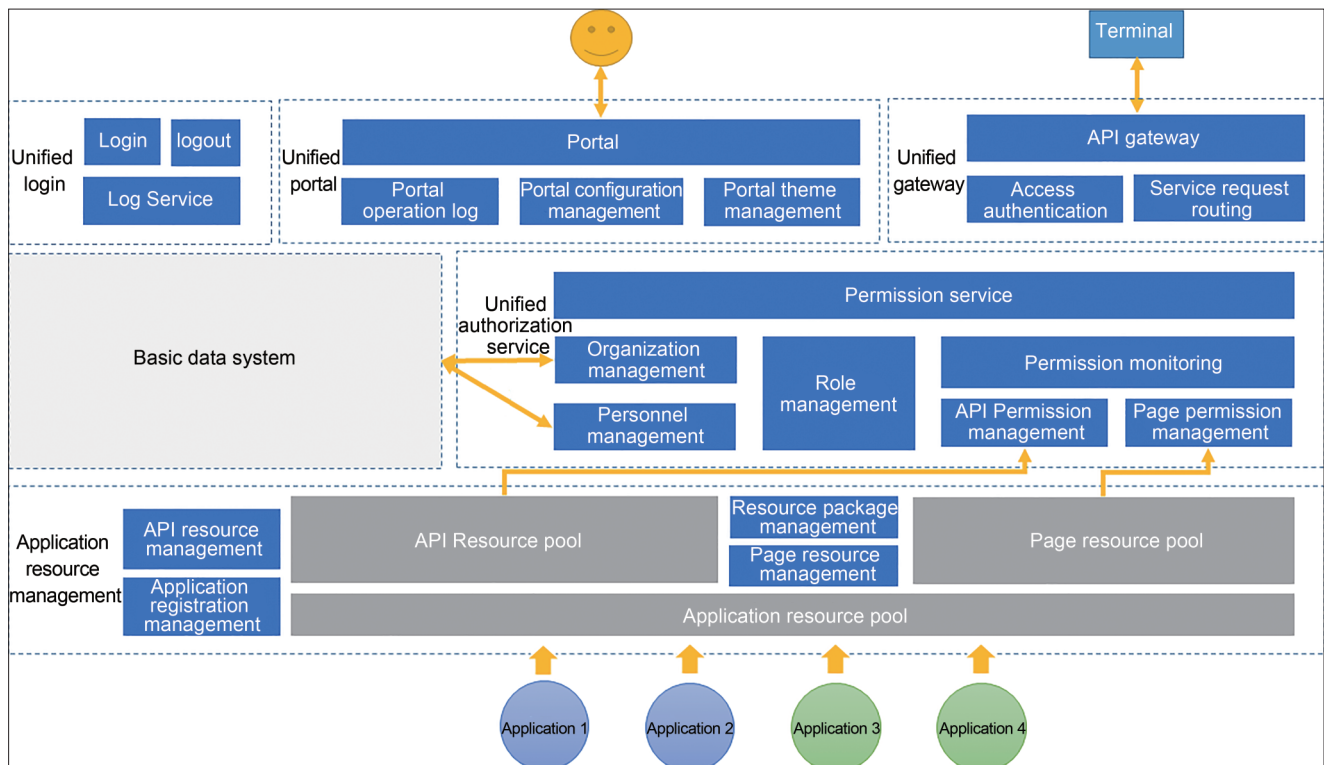 Terminal
Unified
login
Login
logout
Log Service
Unified
portal
Portal
Portal
operation log
Portal configuration
management
Portal theme
management
Unified
gateway
API gateway
Access
authentication
Service request
routing
Basic data system
Unified
authorization
service
Permission service
Organization
management
Personnel
management
Role
management
Permission monitoring
API Permission
management
Page permission
management
Application
resource
management
API resource
management
Application
registration
management
API Resource pool
Resource package
management
Page resource
management
Page resource pool
Application resource pool
Application 1
Application 2
Application 3
Application 4